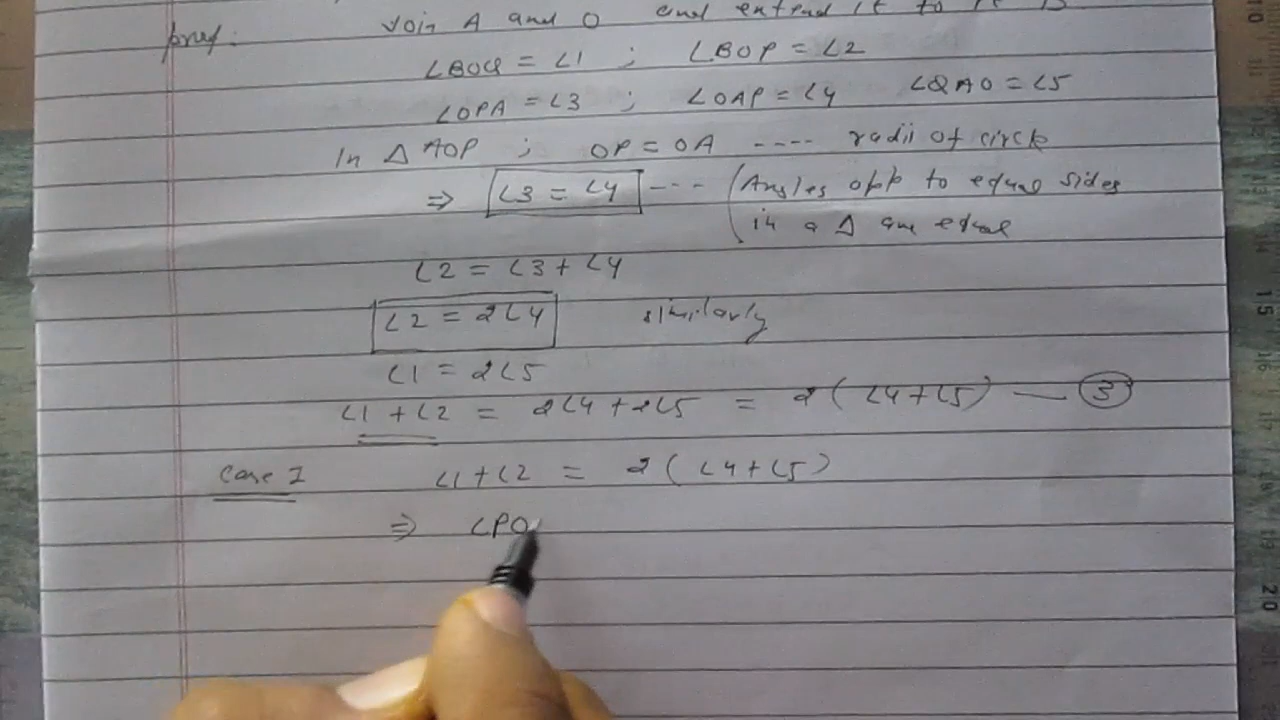 proof: Join A and O and extend it to pt B
∠BOQ = ∠1 ; ∠BOP = ∠2
∠OPA = ∠3 ; ∠OAP = ∠4 ∠QAO = ∠5
In Δ AOP ; OP = OA ---- radii of circle
⇒ ∠3 = ∠4 --- (Angles opp to equal sides
in a Δ are equal
∠2 = ∠3 + ∠4
∠2 = 2∠4 similarly
∠1 = 2∠5
∠1 + ∠2 = 2∠4 + 2∠5 = 2 ( ∠4 + ∠5 ) — 3
Case I ∠1 + ∠2 = 2 ( ∠4 + ∠5 )
⇒ ∠PO
15
20